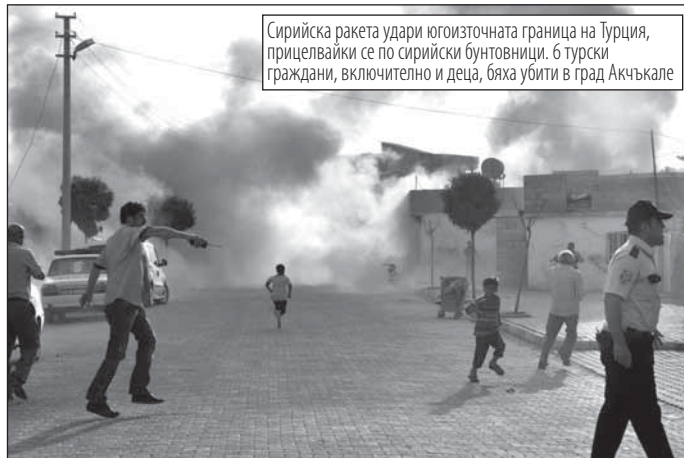 Сирийска ракета удари югоизточната граница на Турция,
прицелвайки се по сирийски бунтовници. 6 турски
граждани, включително и деца, бяха убити в град Акчъкале